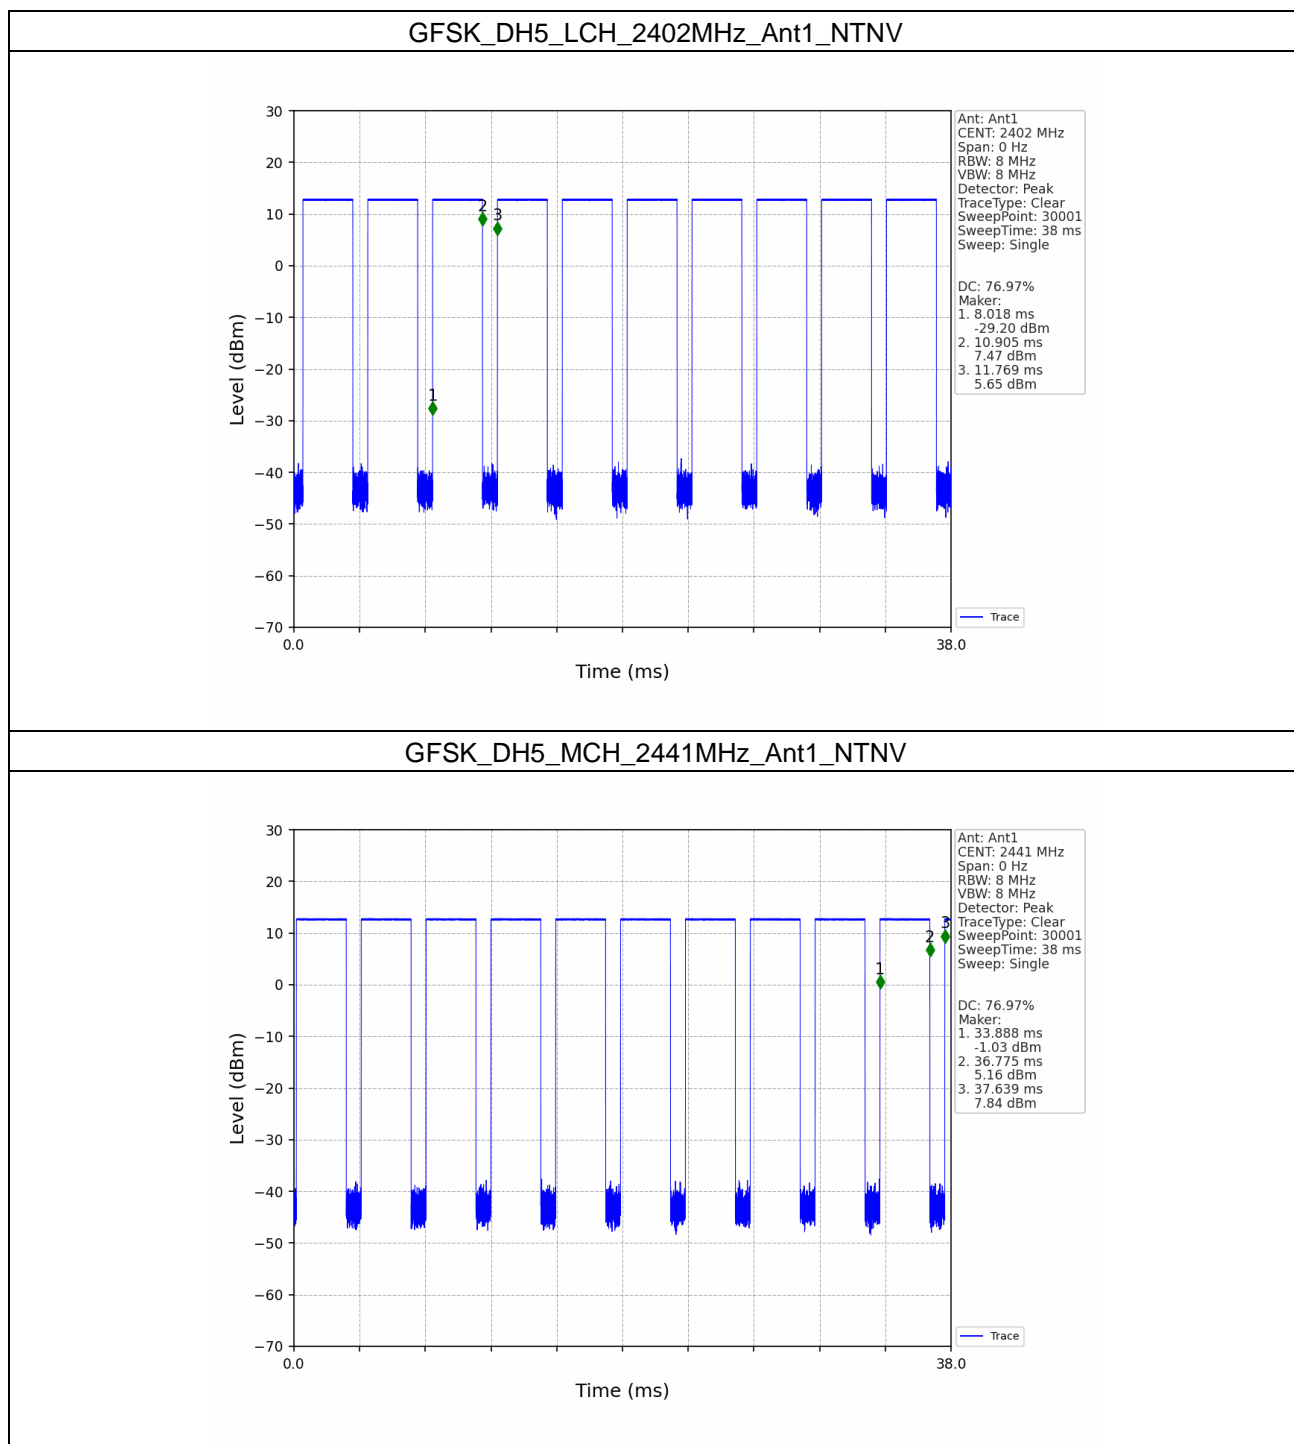 GFSK_DH5_LCH_2402MHz_Ant1_NTNV
30
20
10
0
−10
−20
−30
−40
−50
−60
−70
Level (dBm)
1
2
3
0.0
38.0
Time (ms)
Ant: Ant1
CENT: 2402 MHz
Span: 0 Hz
RBW: 8 MHz
VBW: 8 MHz
Detector: Peak
TraceType: Clear
SweepPoint: 30001
SweepTime: 38 ms
Sweep: Single
DC: 76.97%
Maker:
1. 8.018 ms
-29.20 dBm
2. 10.905 ms
7.47 dBm
3. 11.769 ms
5.65 dBm
Trace
GFSK_DH5_MCH_2441MHz_Ant1_NTNV
30
20
10
0
−10
−20
−30
−40
−50
−60
−70
Level (dBm)
1
2
3
0.0
38.0
Time (ms)
Ant: Ant1
CENT: 2441 MHz
Span: 0 Hz
RBW: 8 MHz
VBW: 8 MHz
Detector: Peak
TraceType: Clear
SweepPoint: 30001
SweepTime: 38 ms
Sweep: Single
DC: 76.97%
Maker:
1. 33.888 ms
-1.03 dBm
2. 36.775 ms
5.16 dBm
3. 37.639 ms
7.84 dBm
Trace